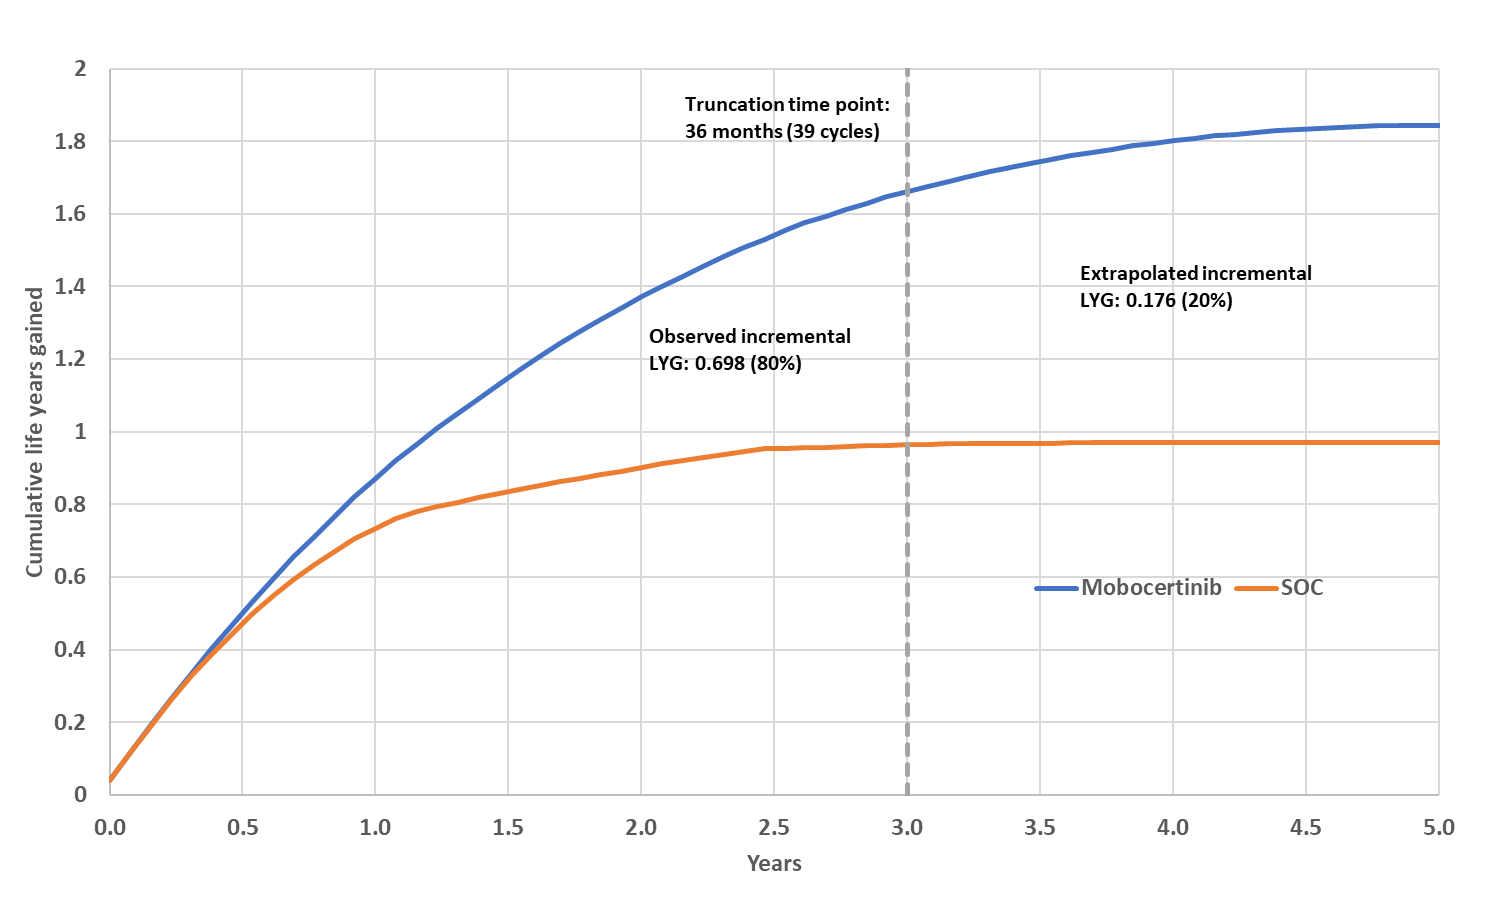 2
1.8
1.6
1.4
1.2
1
0.8
0.6
0.4
0.2
0
Cumulative life years gained
Truncation time point:
36 months (39 cycles)
Observed incremental
LYG: 0.698 (80%)
Extrapolated incremental
LYG: 0.176 (20%)
Mobocertinib SOC
0.0 0.5 1.0 1.5 2.0 2.5 3.0 3.5 4.0 4.5 5.0
Years